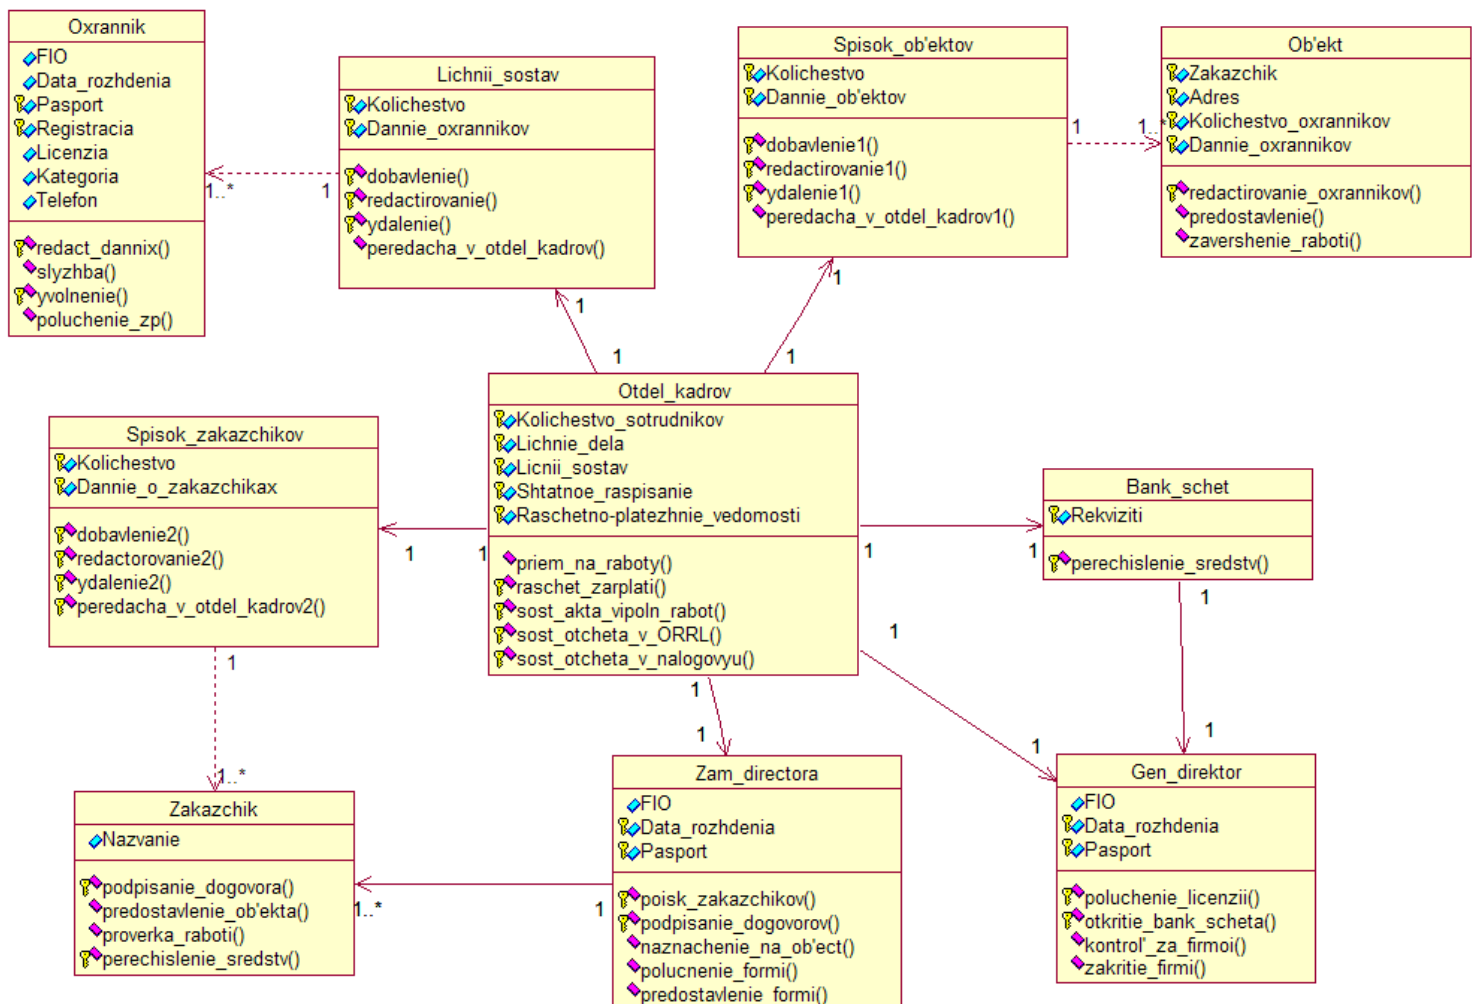 Oxrannik
FIO
Data_rozhdenia
Pasport
Registracia
Licenzia
Kategoria
Telefon
redact_dannix()
slyzhba()
yvolnenie()
poluchenie_zp()
1..*
1
Lichnii_sostav
Kolichestvo
Dannie_oxrannikov
dobavlenie()
redactirovanie()
ydalenie()
peredacha_v_otdel_kadrov()
1
1
Spisok_ob'ektov
Kolichestvo
Dannie_ob'ektov
dobavlenie1()
redactirovanie1()
ydalenie1()
peredacha_v_otdel_kadrov1()
1
1..*
1
1
Ob'ekt
Zakazchik
Adres
Kolichestvo_oxrannikov
Dannie_oxrannikov
redactirovanie_oxrannikov()
predostavlenie()
zavershenie_raboti()
Otdel_kadrov
Kolichestvo_sotrudnikov
Lichnie_dela
Licnii_sostav
Shtatnoe_raspisanie
Raschetno-platezhnie_vedomosti
priem_na_raboty()
raschet_zarplati()
sost_akta_vipoln_rabot()
sost_otcheta_v_ORRL()
sost_otcheta_v_nalogovyu()
Spisok_zakazchikov
Kolichestvo
Dannie_o_zakazchikax
dobavlenie2()
redactorovanie2()
ydalenie2()
peredacha_v_otdel_kadrov2()
1
1
1
1..*
Bank_schet
Rekviziti
perechislenie_sredstv()
1
1
1
1
1
1
1
1
Zakazchik
Nazvanie
podpisanie_dogovora()
predostavlenie_ob'ekta()
proverka_raboti()
perechislenie_sredstv()
1..*
1
Zam_directora
FIO
Data_rozhdenia
Pasport
poisk_zakazchikov()
podpisanie_dogovorov()
naznachenie_na_ob'ect()
polucnenie_formi()
predostavlenie_formi()
Gen_direktor
FIO
Data_rozhdenia
Pasport
poluchenie_licenzii()
otkritie_bank_scheta()
kontrol'_za_firmoi()
zakritie_firmi()